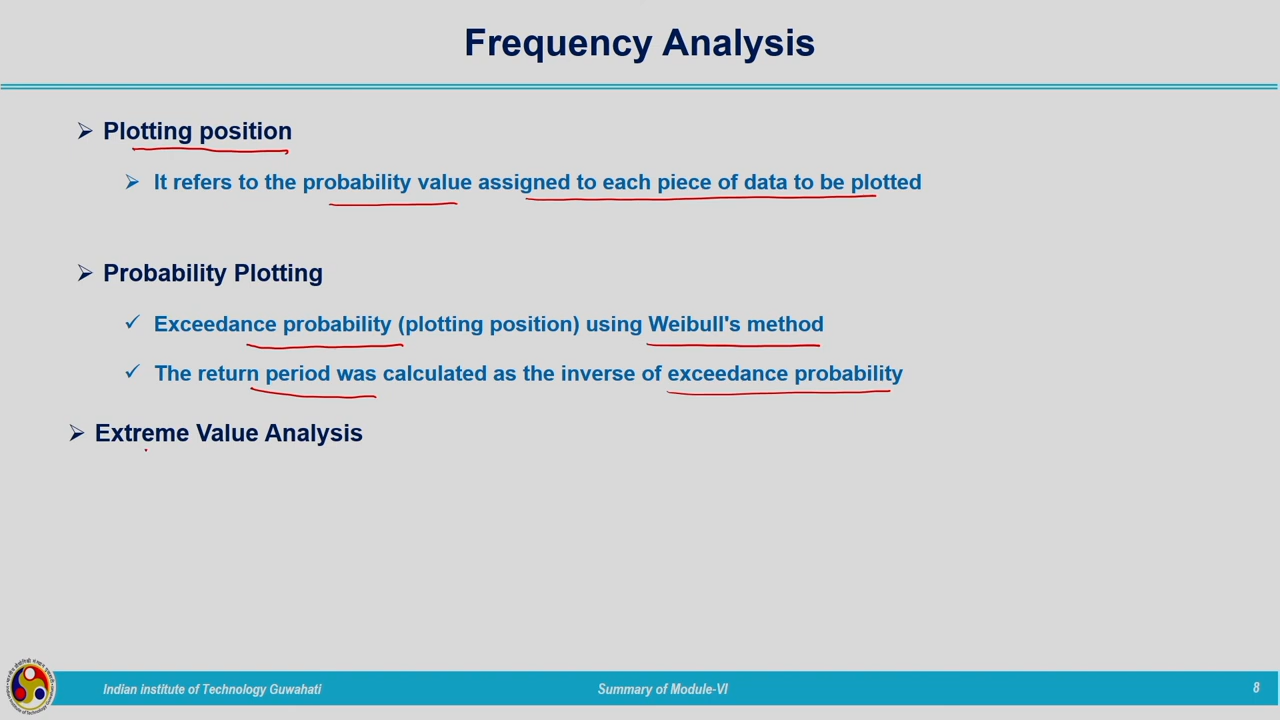 Frequency Analysis
Plotting position
It refers to the probability value assigned to each piece of data to be plotted
Probability Plotting
Exceedance probability (plotting position) using Weibull's method
The return period was calculated as the inverse of exceedance probability
Extreme Value Analysis
Indian institute of Technology Guwahati
Summary of Module-VI
8